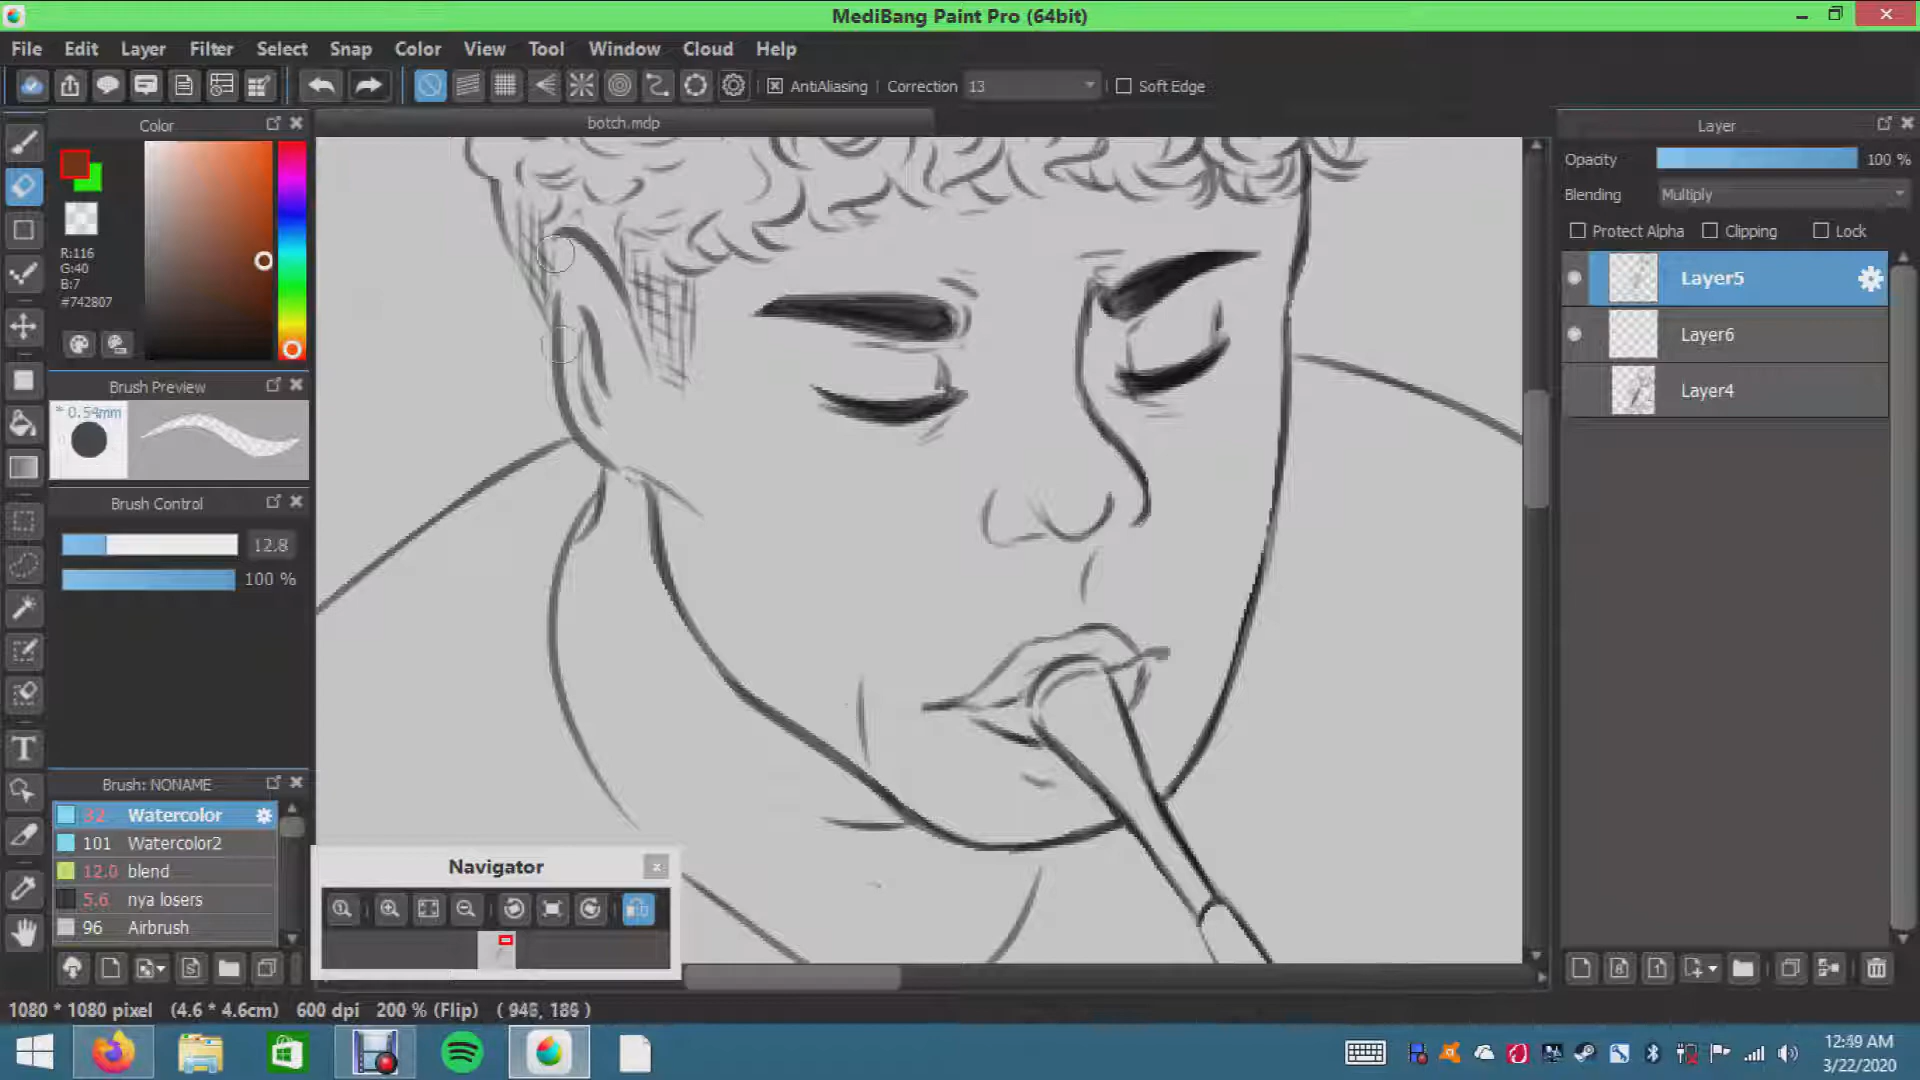 MediBang Paint Pro (64bit)
File Edit Layer Filter Select Snap Color View Tool Window Cloud Help
AntiAliasing Correction 13 Soft Edge
Color
botch.mdp
Layer
Opacity 100 %
Blending Multiply
Protect Alpha Clipping Lock
R:116
G:40
B:7
#742807
Layer5
Layer6
Layer4
Brush Preview
* 0.54mm
Brush Control
12.8
100 %
Brush: NONAME
32 Watercolor
101 Watercolor2
12.0 blend
5.6 nya losers
96 Airbrush
Navigator
1080 * 1080 pixel (4.6 * 4.6cm) 600 dpi 200 % (Flip)
12:49 AM
3/22/2020